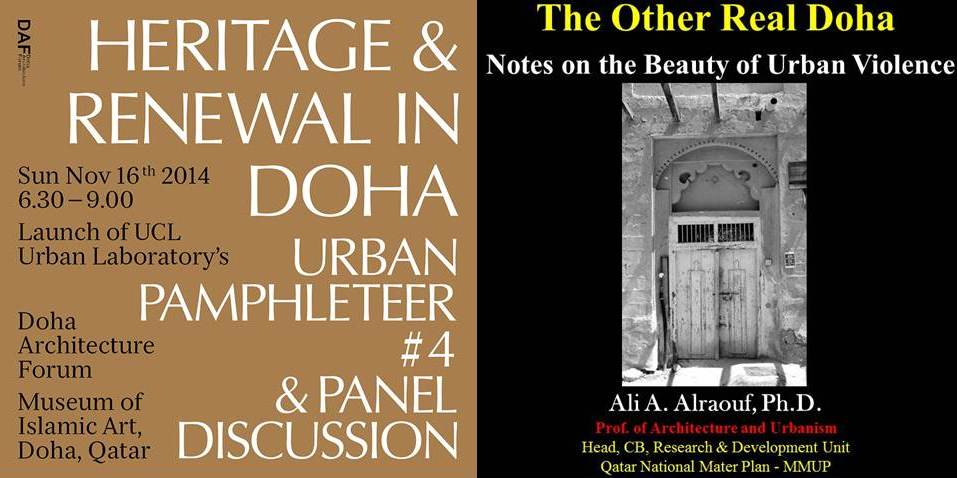 DAF Doha Architecture Forum
HERITAGE &
RENEWAL IN
DOHA
URBAN
PAMPHLETEER
#4
& PANEL
DISCUSSION
Sun Nov 16th 2014
6.30 – 9.00
Launch of UCL
Urban Laboratory's
Doha
Architecture
Forum
Museum of
Islamic Art,
Doha, Qatar
The Other Real Doha
Notes on the Beauty of Urban Violence
Ali A. Alraouf, Ph.D.
Prof. of Architecture and Urbanism
Head, CB, Research & Development Unit
Qatar National Mater Plan - MMUP